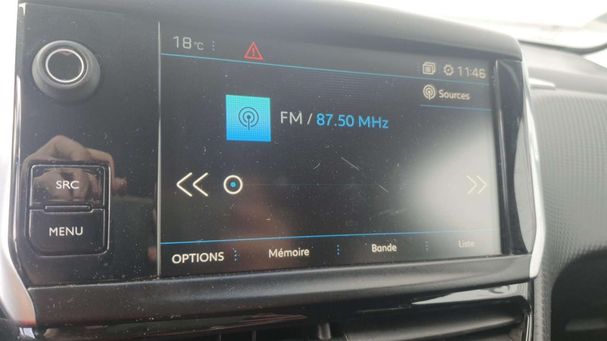 18°C
11:46
Sources
FM / 87.50 MHz
SRC
MENU
OPTIONS Mémoire Bande Liste